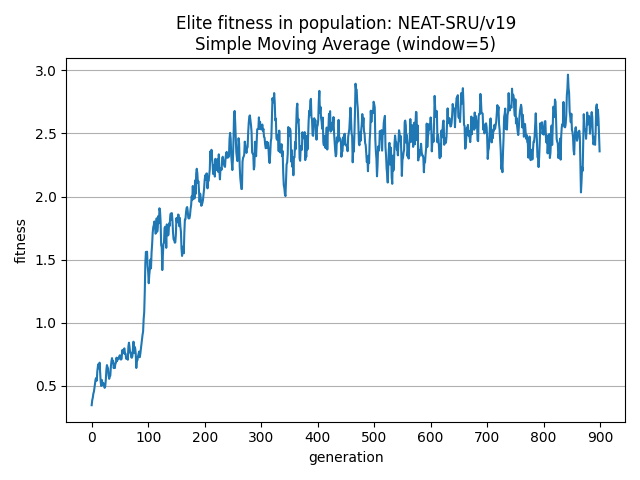 Elite fitness in population: NEAT-SRU/v19
Simple Moving Average (window=5)
3.0
2.5
2.0
1.5
1.0
0.5
fitness
0 100 200 300 400 500 600 700 800 900
generation